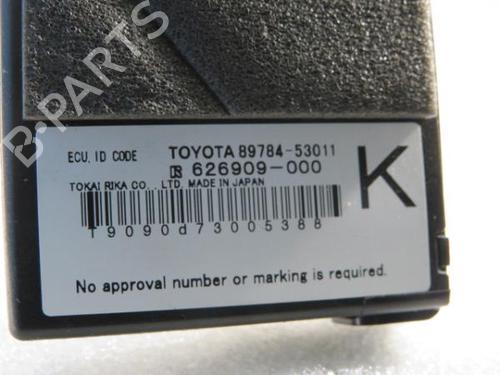 B-PARTS
ECU. ID CODE TOYOTA 89784-53011
626909-000
K
TOKAI RIKA CO., LTD. MADE IN JAPAN
T9090d73005388
No approval number or marking is required.